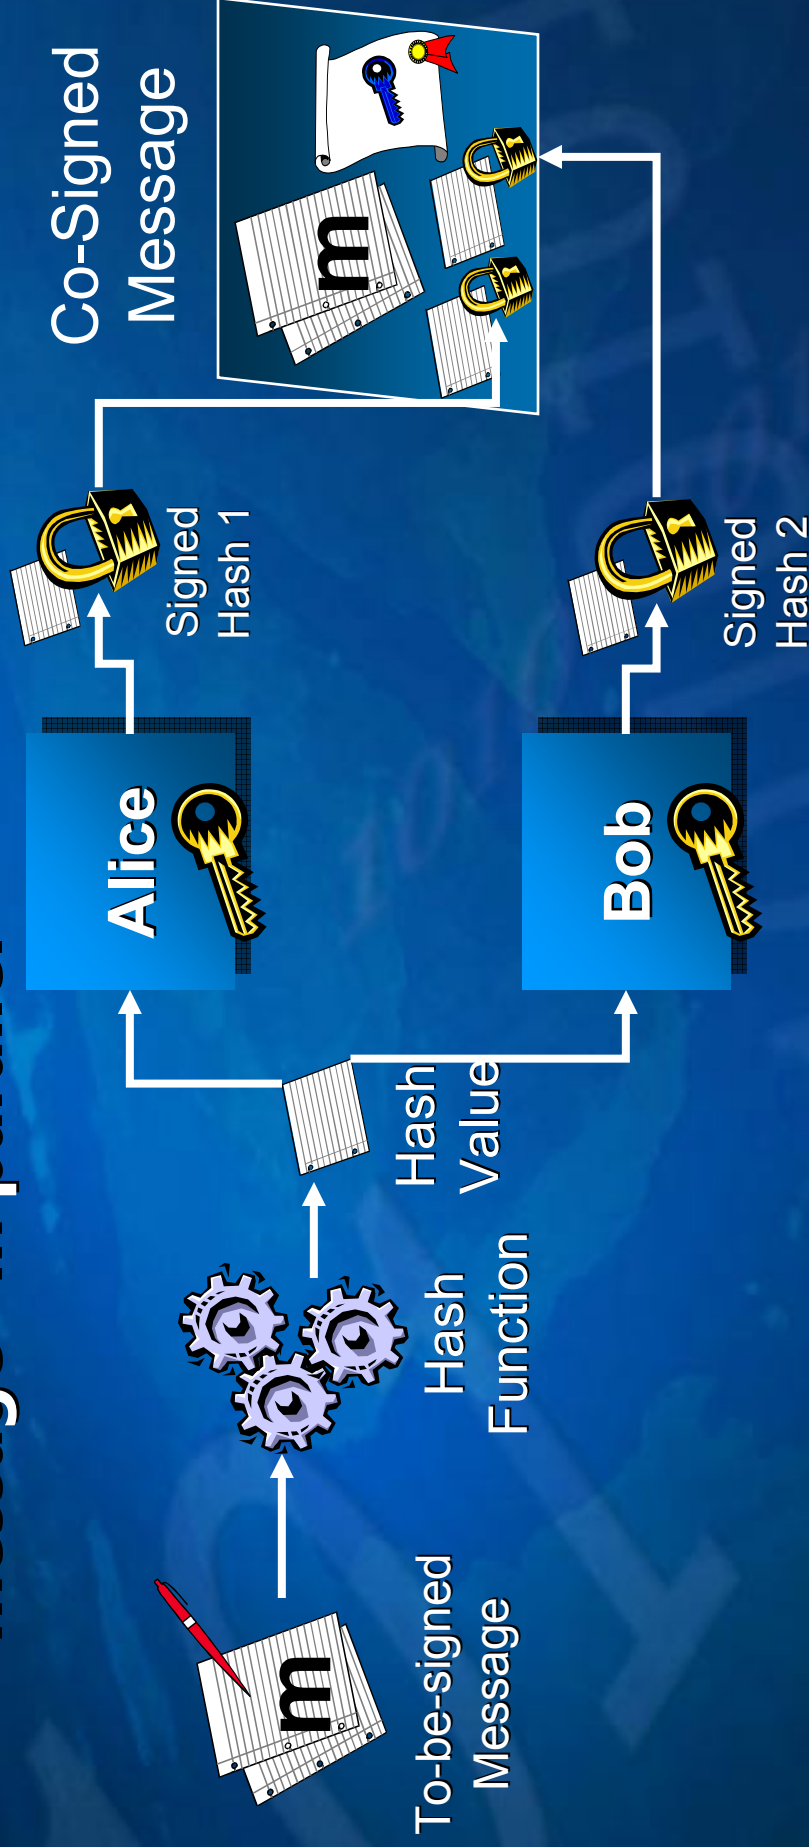 Co-Signed
Message
m
Alice
Signed
Hash 1
m
To-be-signed
Message
Hash
Function
Hash
Value
Bob
Signed
Hash 2